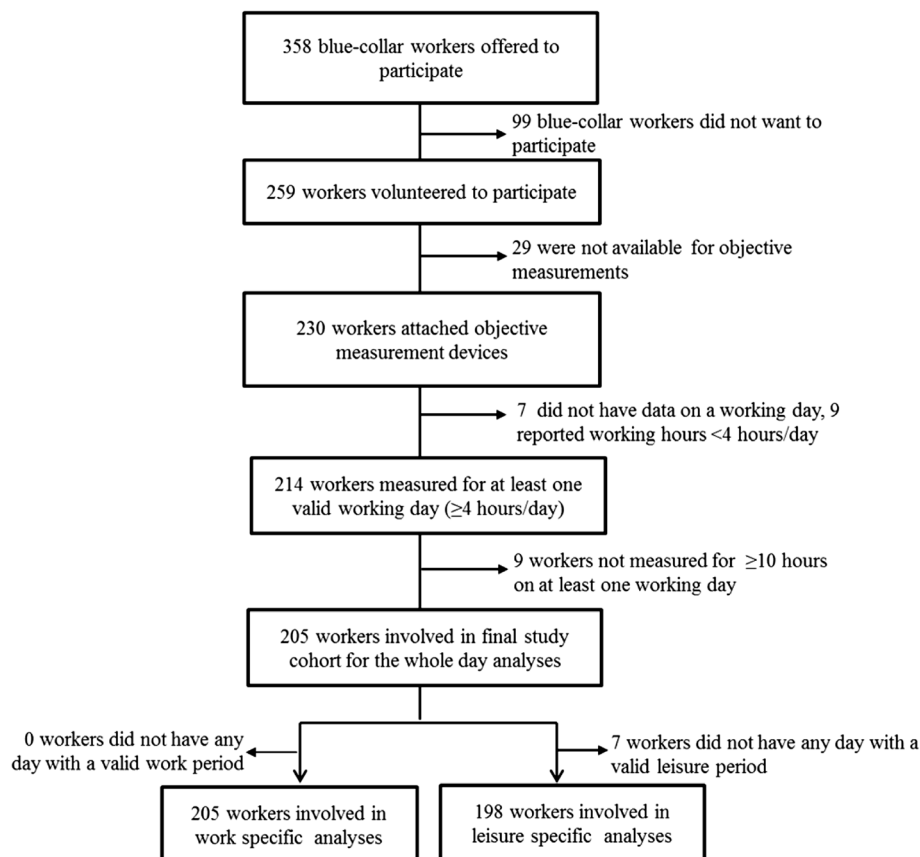 358 blue-collar workers offered to
participate
99 blue-collar workers did not want to
participate
259 workers volunteered to participate
29 were not available for objective
measurements
230 workers attached objective
measurement devices
7 did not have data on a working day, 9
reported working hours <4 hours/day
214 workers measured for at least one
valid working day (≥4 hours/day)
9 workers not measured for ≥10 hours
on at least one working day
205 workers involved in final study
cohort for the whole day analyses
0 workers did not have any
day with a valid work period
7 workers did not have any day with a
valid leisure period
205 workers involved in
work specific analyses
198 workers involved in
leisure specific analyses